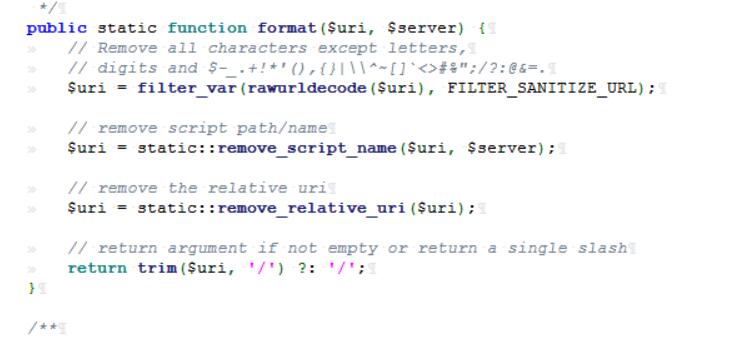 */
public static function format($uri, $server) {
// Remove all characters except letters,
// digits and $-_.+!*'(),{}|\\^~[]`<>#%";/?:@&=.
$uri = filter_var(rawurldecode($uri), FILTER_SANITIZE_URL);
// remove script path/name
$uri = static::remove_script_name($uri, $server);
// remove the relative uri
$uri = static::remove_relative_uri($uri);
// return argument if not empty or return a single slash
return trim($uri, '/') ?: '/';
}
/**